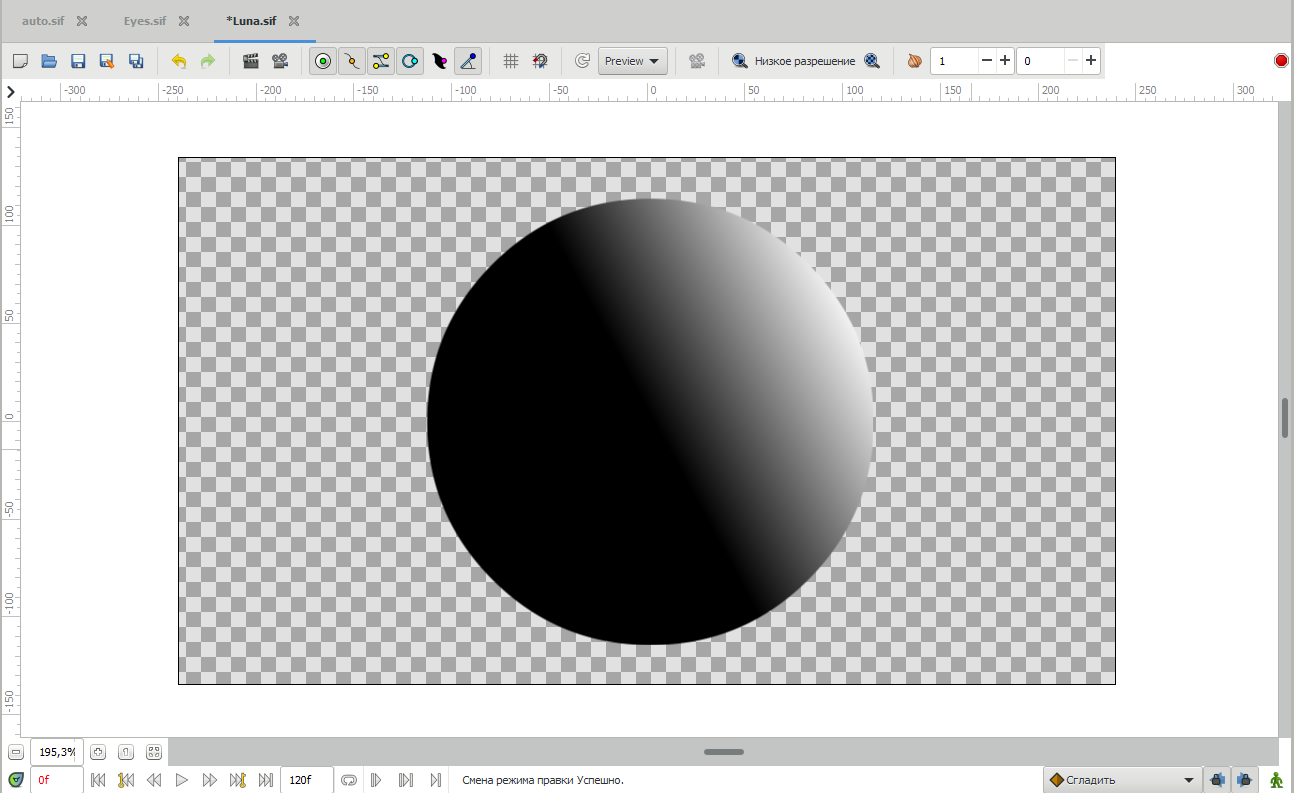 auto.sif Eyes.sif *Luna.sif
Preview Низкое разрешение 1 0
-300 -250 -200 -150 -100 -50 0 50 100 150 200 250 300
150
100
50
0
-50
-100
-150
195,3%
0f 120f Смена режима правки Успешно. Сгладить